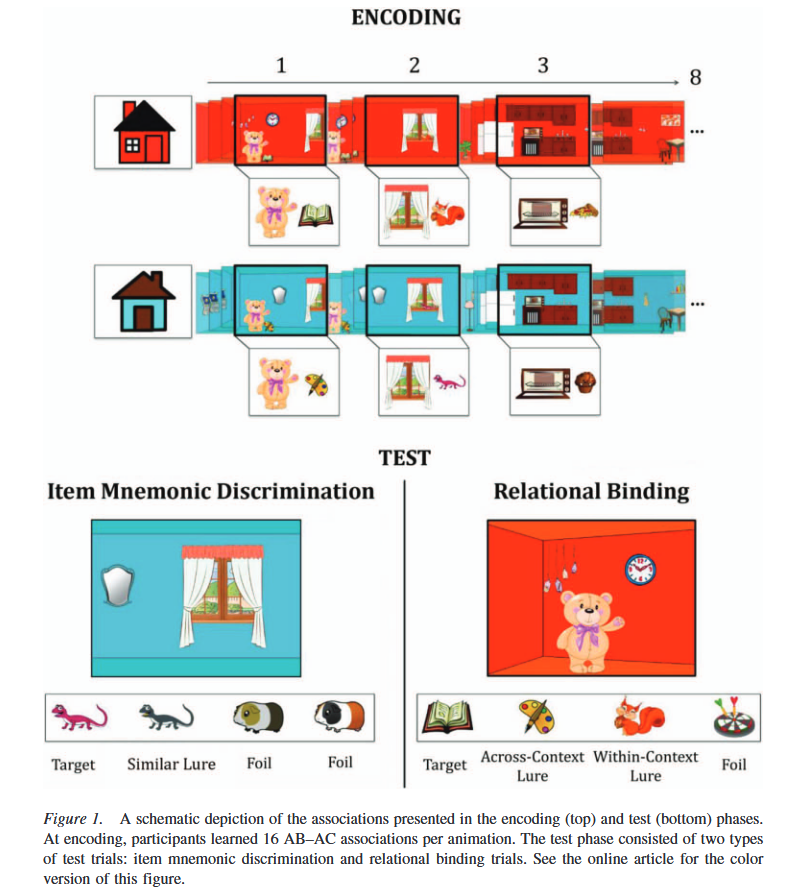 ENCODING
1 2 3 8
...
...
TEST
Item Mnemonic Discrimination
Relational Binding
Target Similar Lure Foil Foil
Target Across-Context Lure Within-Context Lure Foil
Figure 1. A schematic depiction of the associations presented in the encoding (top) and test (bottom) phases.
At encoding, participants learned 16 AB–AC associations per animation. The test phase consisted of two types
of test trials: item mnemonic discrimination and relational binding trials. See the online article for the color
version of this figure.